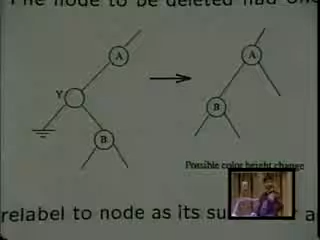 The node to be deleted had one
A
A
Y
B
B
Possible color height change
relabel to node as its su r a